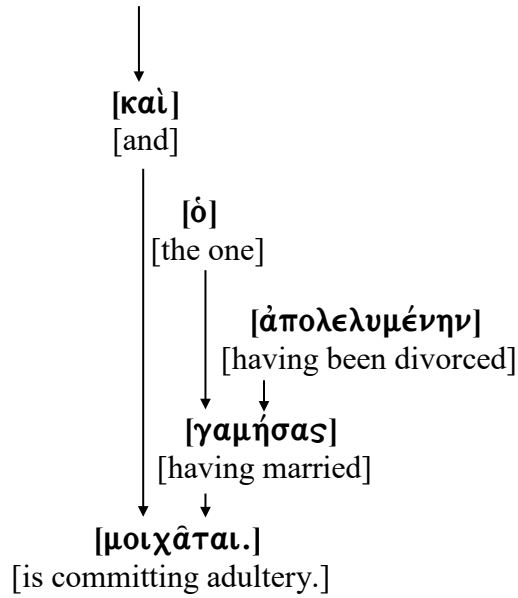 [καὶ]
[and]
[ὁ]
[the one]
[ἀπολελυμένην]
[having been divorced]
[γαμήσας]
[having married]
[μοιχᾶται.]
[is committing adultery.]